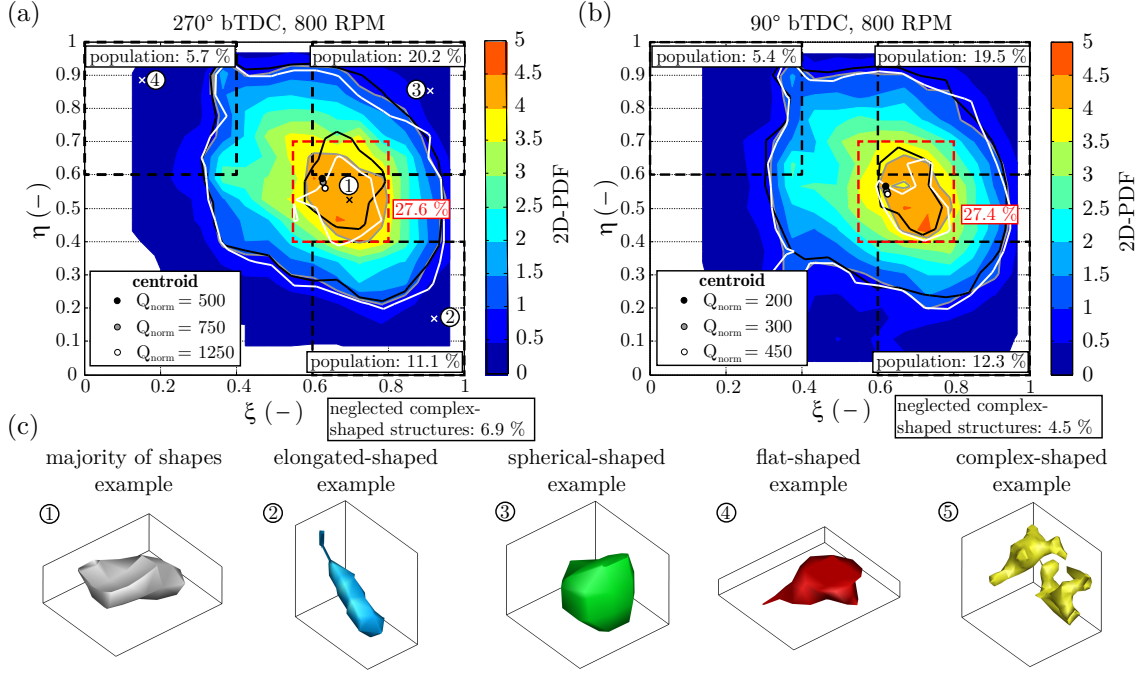 (a)
270° bTDC, 800 RPM
population: 5.7 %
population: 20.2 %
④
③
①
27.6 %
②
centroid
Q_norm = 500
Q_norm = 750
Q_norm = 1250
population: 11.1 %
1
0.9
0.8
0.7
0.6
0.5
0.4
0.3
0.2
0.1
0
η (−)
0
0.2
0.4
0.6
0.8
1
ξ (−)
5
4.5
4
3.5
3
2.5
2
1.5
1
0.5
0
2D-PDF
neglected complex-
shaped structures: 6.9 %
(b)
90° bTDC, 800 RPM
population: 5.4 %
population: 19.5 %
27.4 %
centroid
Q_norm = 200
Q_norm = 300
Q_norm = 450
population: 12.3 %
1
0.9
0.8
0.7
0.6
0.5
0.4
0.3
0.2
0.1
0
η (−)
0
0.2
0.4
0.6
0.8
1
ξ (−)
5
4.5
4
3.5
3
2.5
2
1.5
1
0.5
0
2D-PDF
neglected complex-
shaped structures: 4.5 %
(c)
majority of shapes
example
①
elongated-shaped
example
②
spherical-shaped
example
③
flat-shaped
example
④
complex-shaped
example
⑤